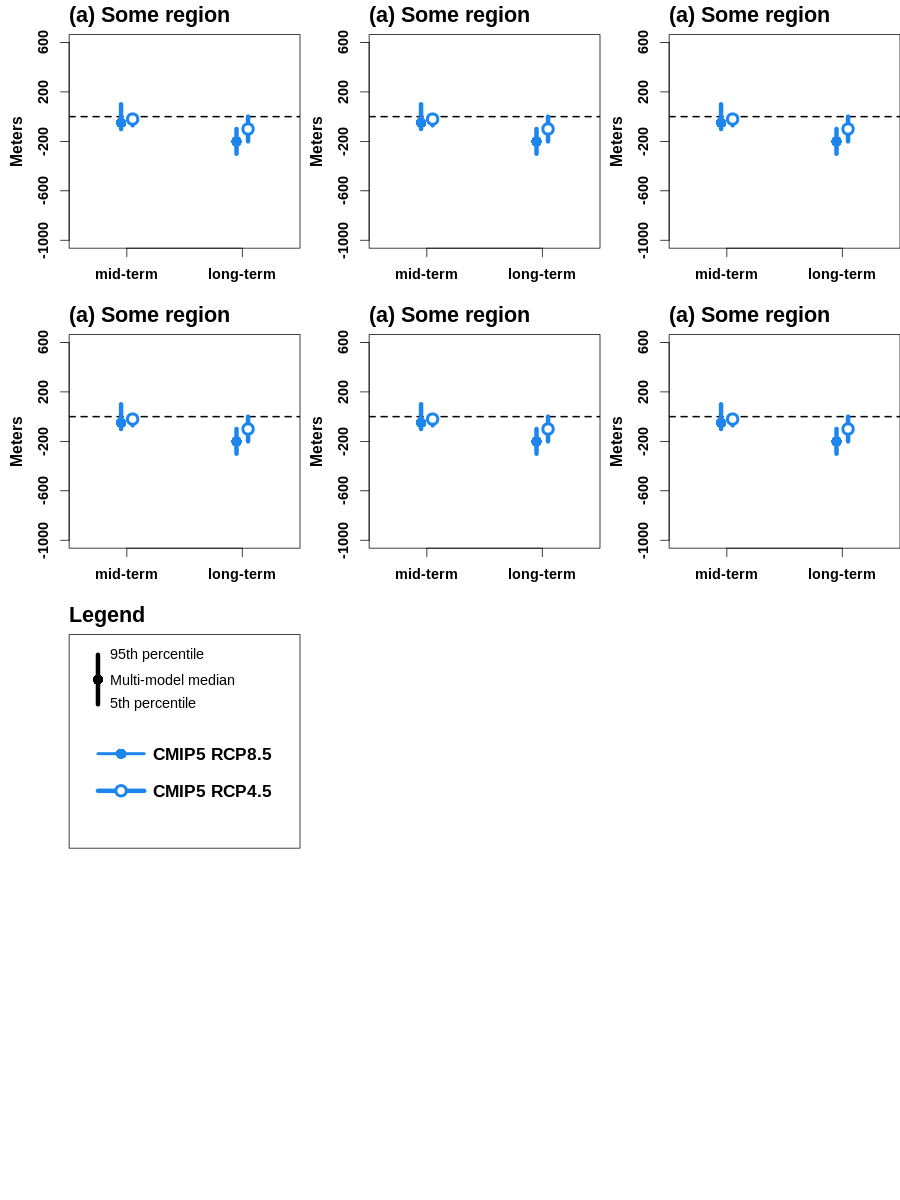 (a) Some region
600
200
-200
-600
-1000
Meters
mid-term long-term
(a) Some region
600
200
-200
-600
-1000
Meters
mid-term long-term
(a) Some region
600
200
-200
-600
-1000
Meters
mid-term long-term
(a) Some region
600
200
-200
-600
-1000
Meters
mid-term long-term
(a) Some region
600
200
-200
-600
-1000
Meters
mid-term long-term
(a) Some region
600
200
-200
-600
-1000
Meters
mid-term long-term
Legend
95th percentile
Multi-model median
5th percentile
CMIP5 RCP8.5
CMIP5 RCP4.5